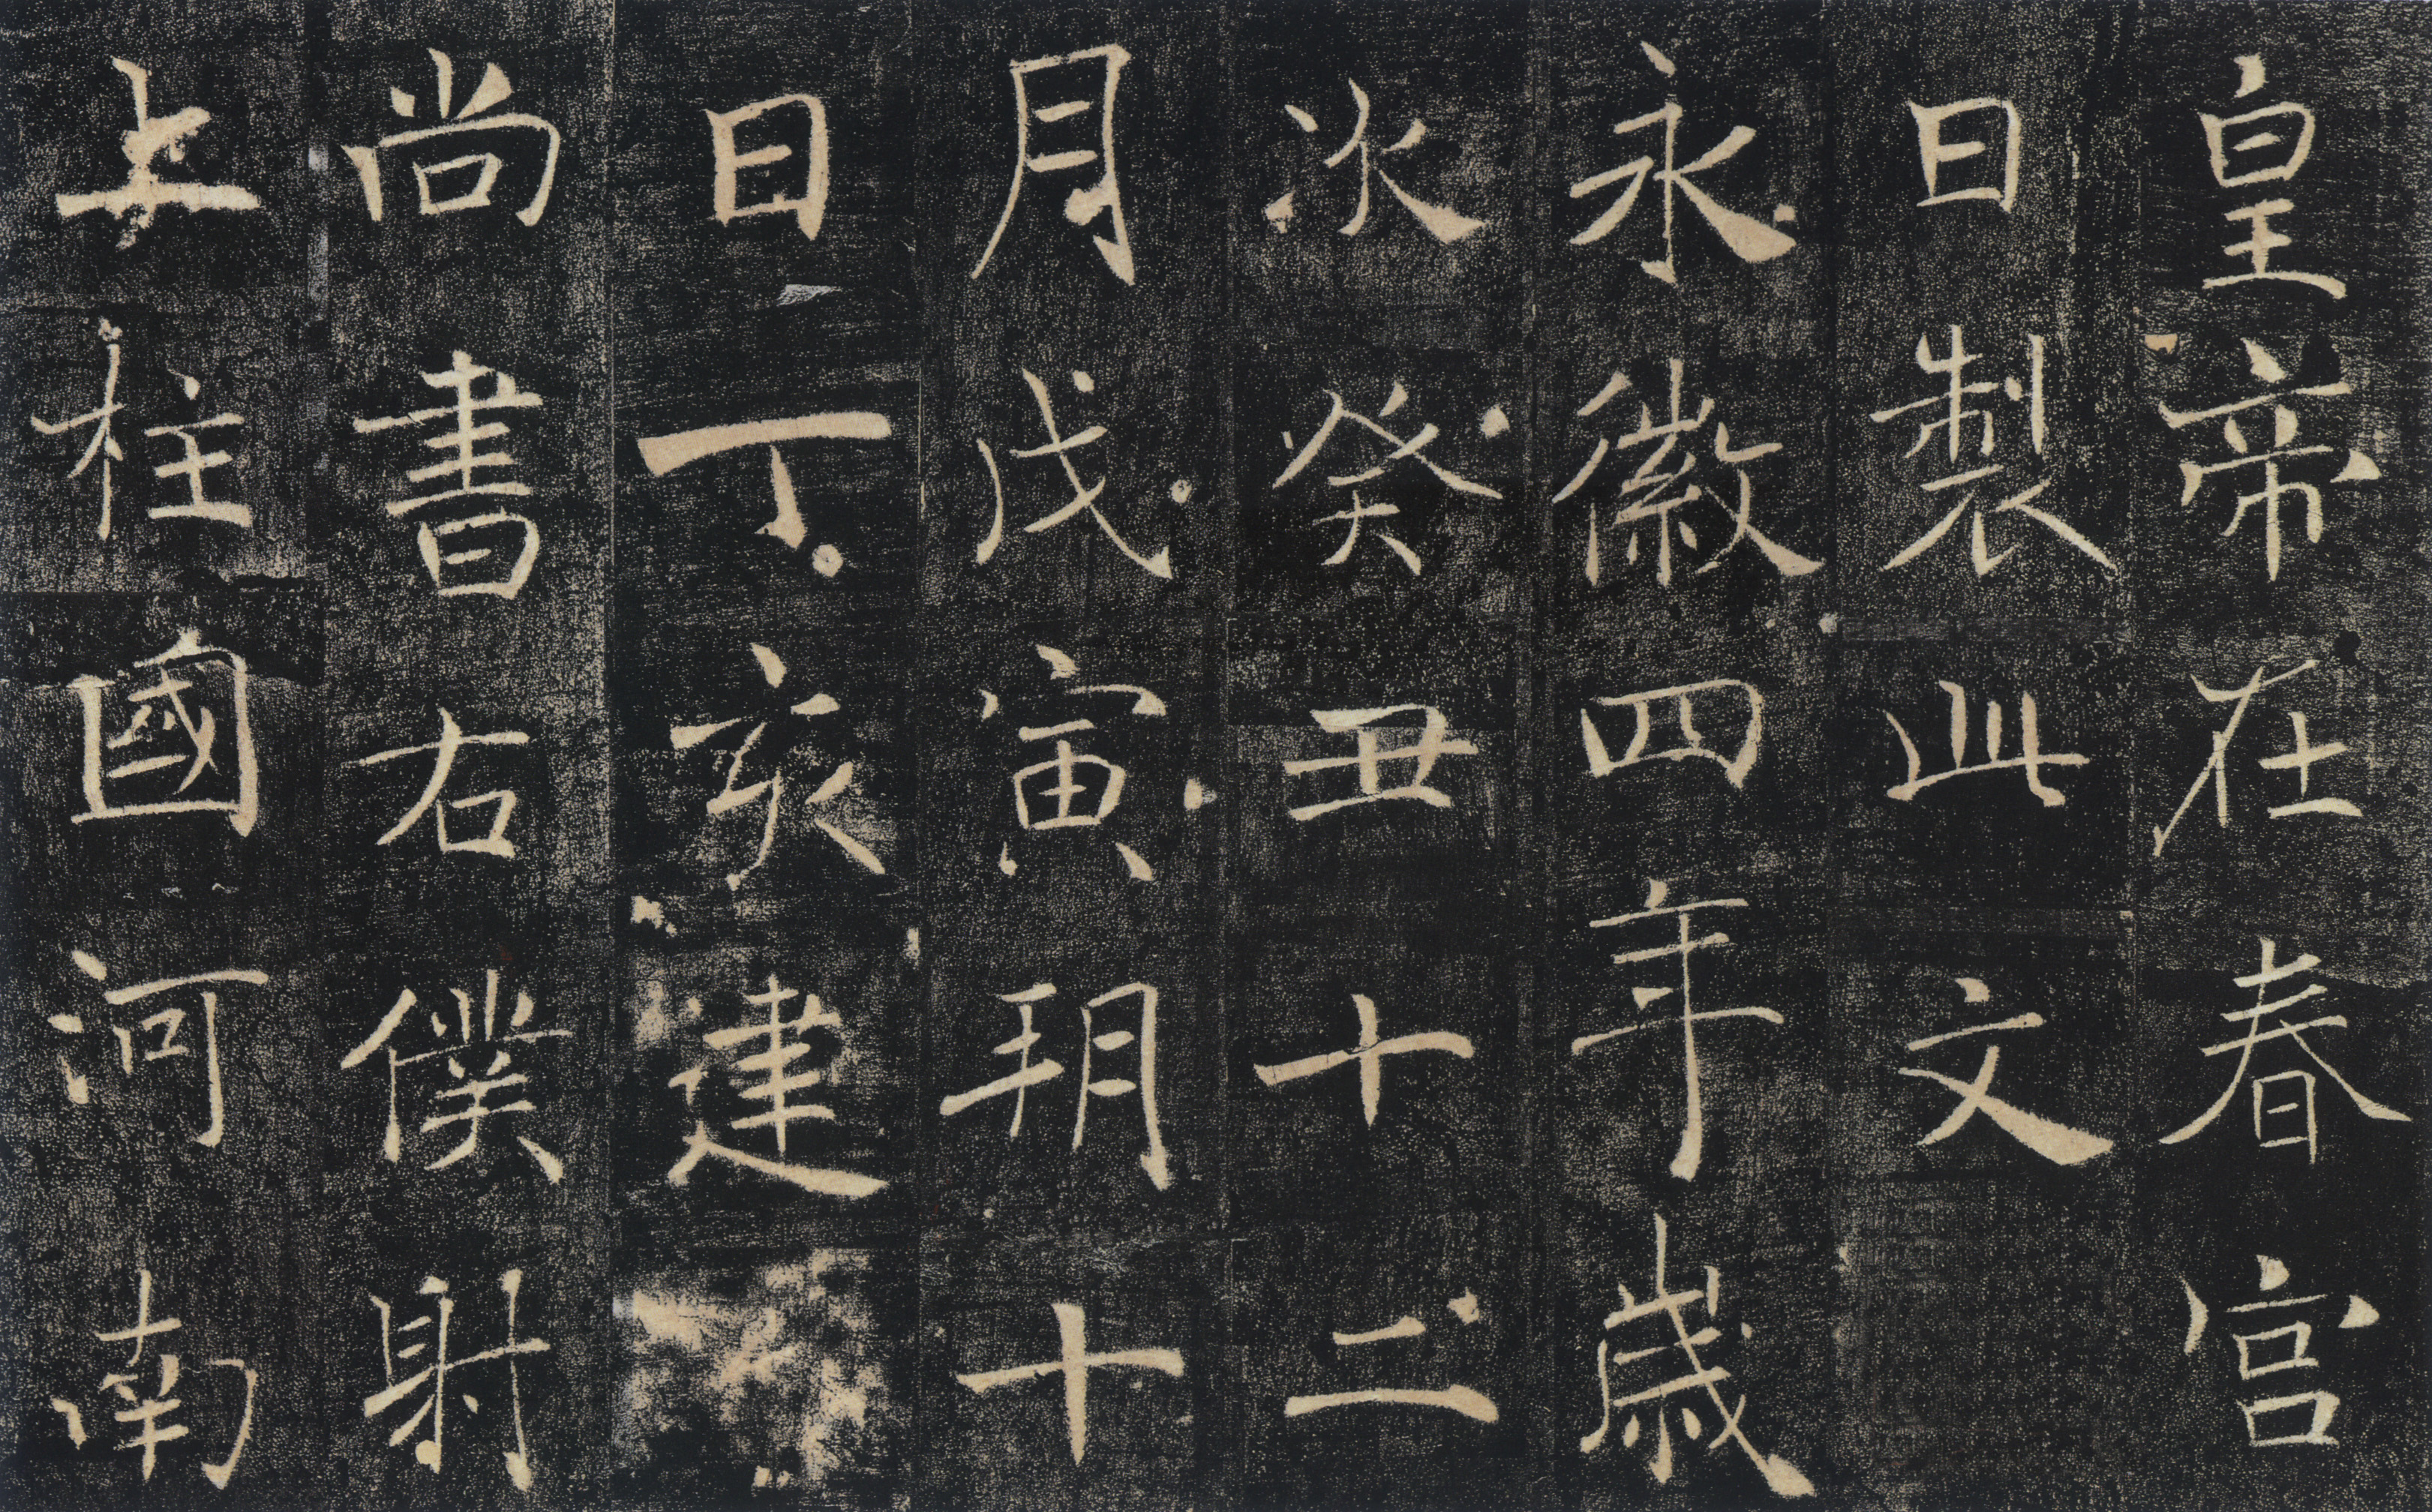 皇帝在春宮
日製此文
永徽四年歲
次癸丑十二
月戊寅朔十
日丁亥建
尚書右僕射
上柱國河南